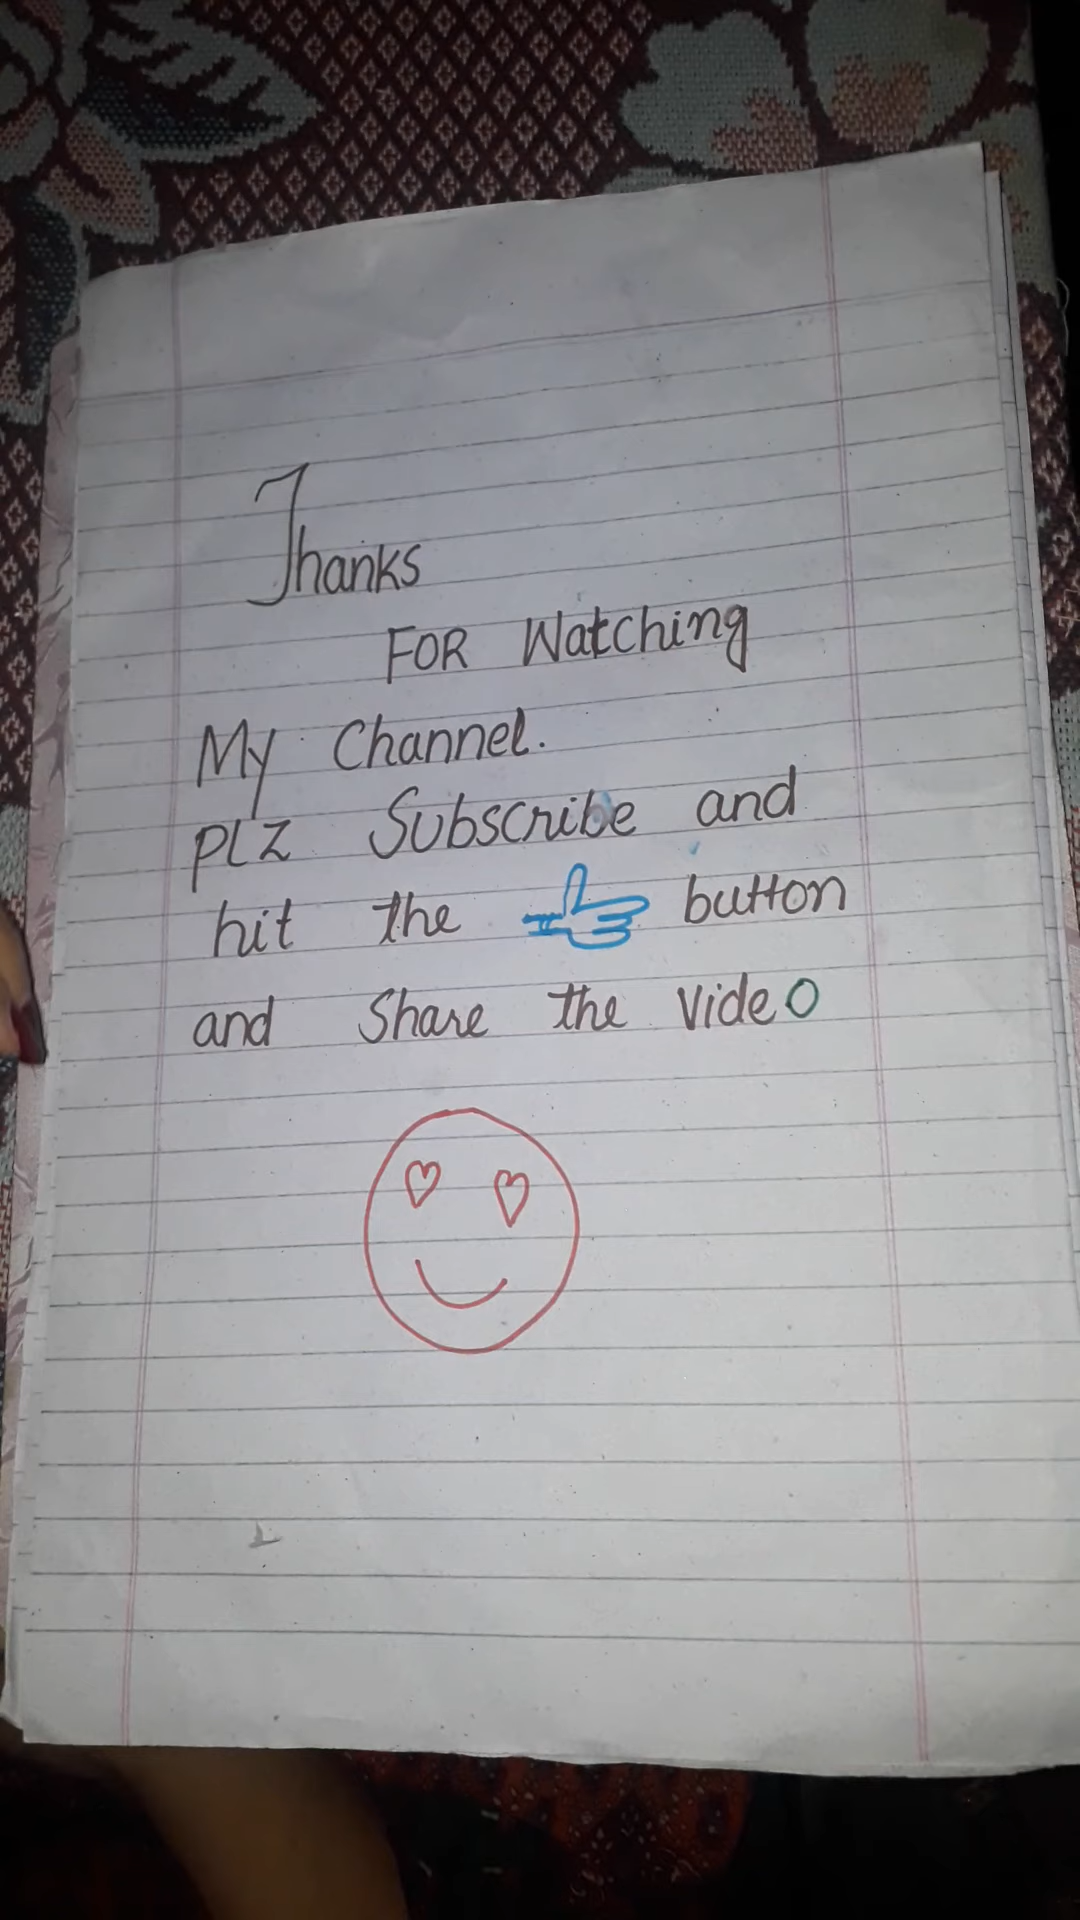 Thanks
FOR Watching
My Channel.
PLZ Subscribe and
hit the button
and Share the Video